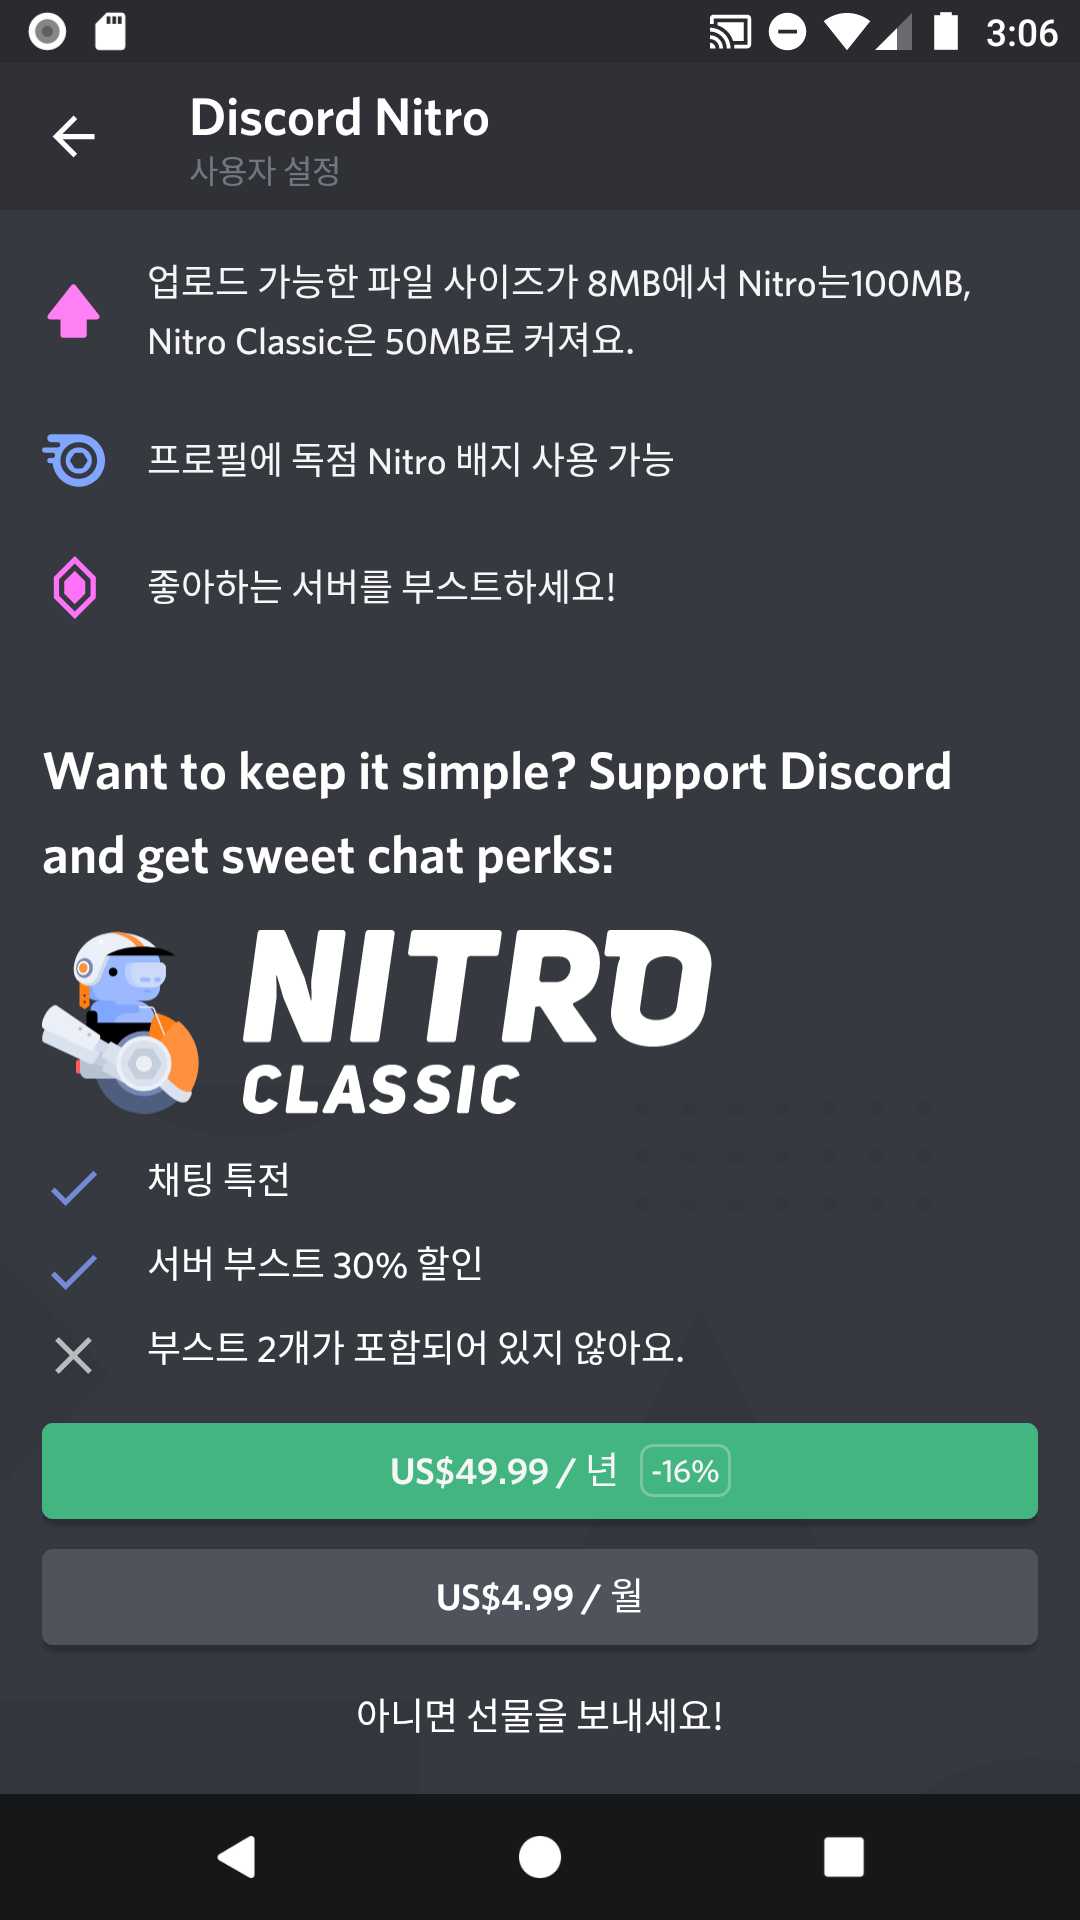 3:06
Discord Nitro
사용자 설정
업로드 가능한 파일 사이즈가 8MB에서 Nitro는100MB,
Nitro Classic은 50MB로 커져요.
프로필에 독점 Nitro 배지 사용 가능
좋아하는 서버를 부스트하세요!
Want to keep it simple? Support Discord
and get sweet chat perks:
NITRO
CLASSIC
채팅 특전
서버 부스트 30% 할인
부스트 2개가 포함되어 있지 않아요.
US$49.99 / 년 -16%
US$4.99 / 월
아니면 선물을 보내세요!